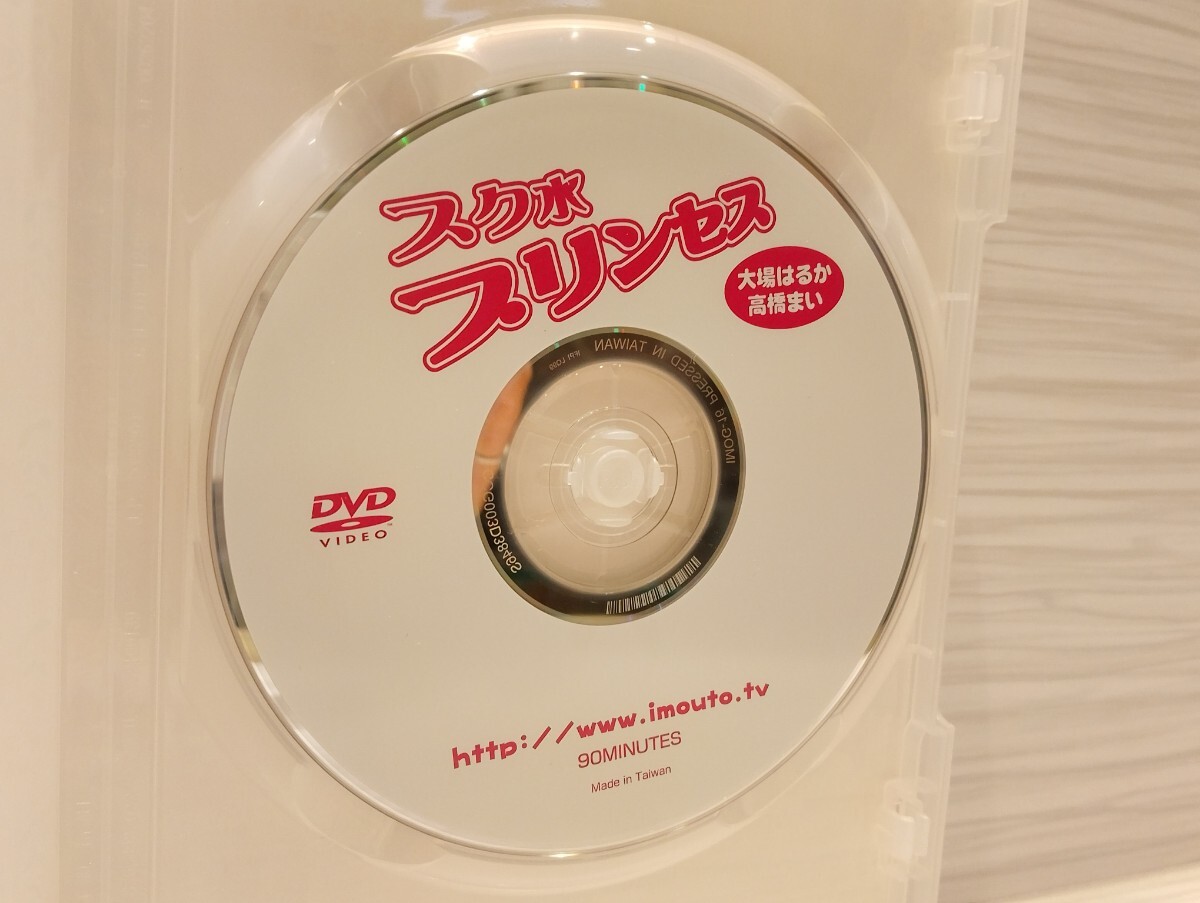 スク水
プリンセス
大場はるか
高橋まい
IMOG-16 PRESSED IN TAIWAN
DVD
VIDEO
http://www.imouto.tv
90MINUTES
Made in Taiwan